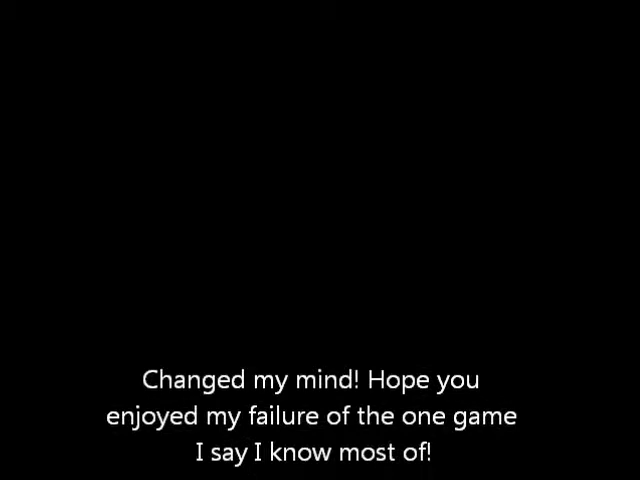 Changed my mind! Hope you
enjoyed my failure of the one game
I say I know most of!